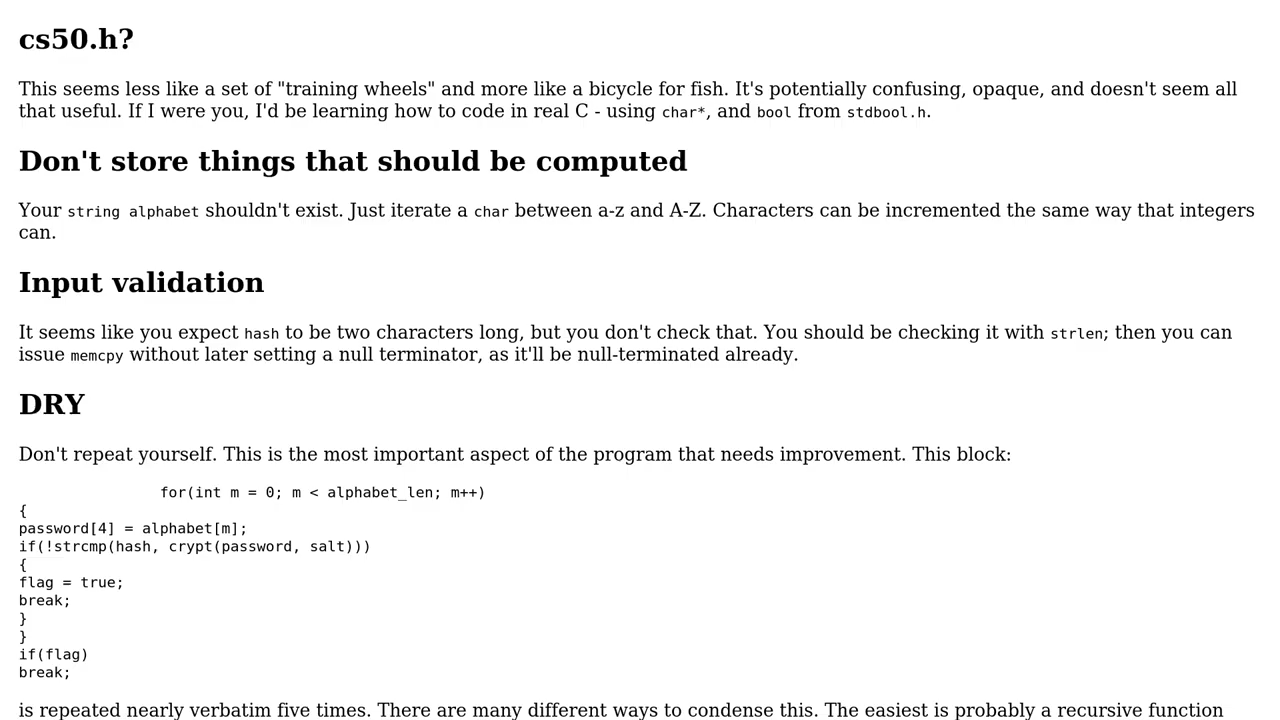 cs50.h?
This seems less like a set of "training wheels" and more like a bicycle for fish. It's potentially confusing, opaque, and doesn't seem all
that useful. If I were you, I'd be learning how to code in real C - using char*, and bool from stdbool.h.
Don't store things that should be computed
Your string alphabet shouldn't exist. Just iterate a char between a-z and A-Z. Characters can be incremented the same way that integers
can.
Input validation
It seems like you expect hash to be two characters long, but you don't check that. You should be checking it with strlen; then you can
issue memcpy without later setting a null terminator, as it'll be null-terminated already.
DRY
Don't repeat yourself. This is the most important aspect of the program that needs improvement. This block:
for(int m = 0; m < alphabet_len; m++)
{
password[4] = alphabet[m];
if(!strcmp(hash, crypt(password, salt)))
{
flag = true;
break;
}
}
if(flag)
break;
is repeated nearly verbatim five times. There are many different ways to condense this. The easiest is probably a recursive function